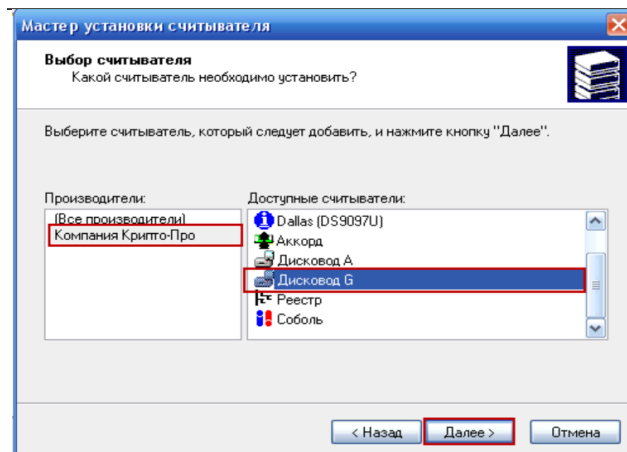 Мастер установки считывателя
Выбор считывателя
Какой считыватель необходимо установить?
Выберите считыватель, который следует добавить, и нажмите кнопку "Далее".
Производители:
(Все производители)
Компания Крипто-Про
Доступные считыватели:
Dallas (DS9097U)
Аккорд
Дисковод A
Дисковод G
Реестр
Соболь
< Назад
Далее >
Отмена